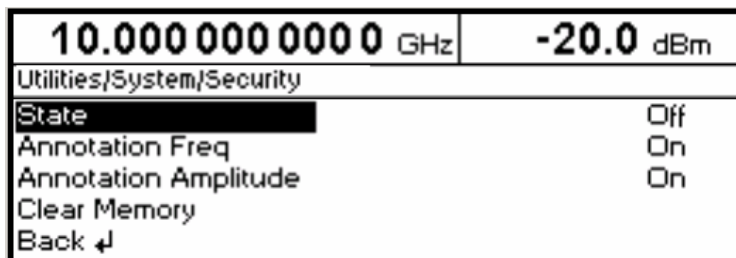 10.000 000 000 0 GHz -20.0 dBm
Utilities/System/Security
State Off
Annotation Freq On
Annotation Amplitude On
Clear Memory
Back ↲